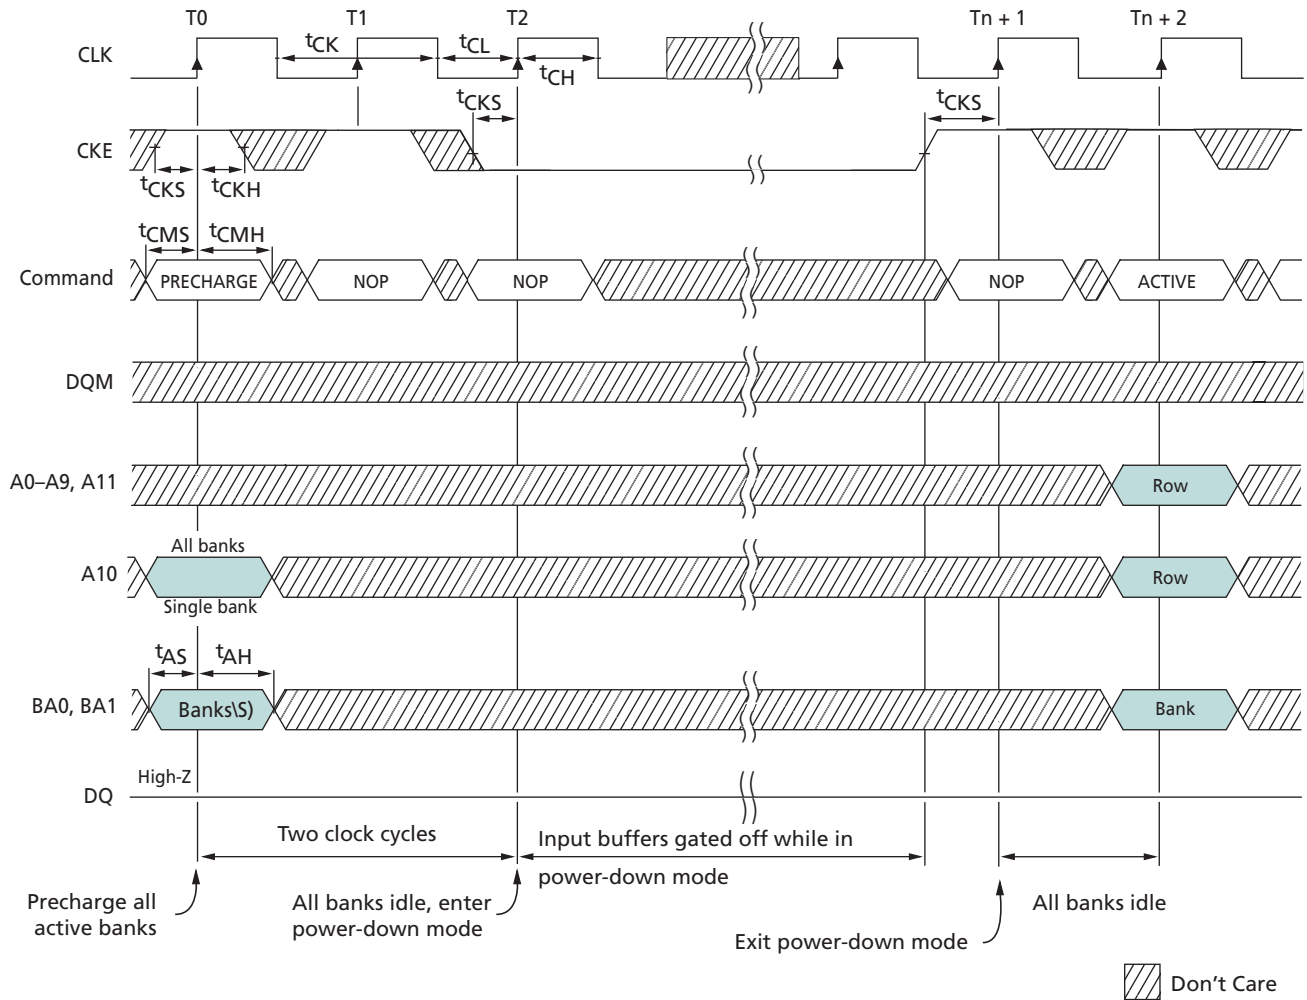 T0 T1 T2 Tn + 1 Tn + 2
CLK
tCK tCL
tCH
tCKS tCKS
CKE
tCKS tCKH
tCMS tCMH
Command PRECHARGE NOP NOP NOP ACTIVE
DQM
A0–A9, A11 Row
All banks
A10 Row
Single bank
tAS tAH
BA0, BA1 Banks\S) Bank
High-Z
DQ
Two clock cycles
Input buffers gated off while in
power-down mode
Precharge all
active banks
All banks idle, enter
power-down mode
Exit power-down mode
All banks idle
Don't Care